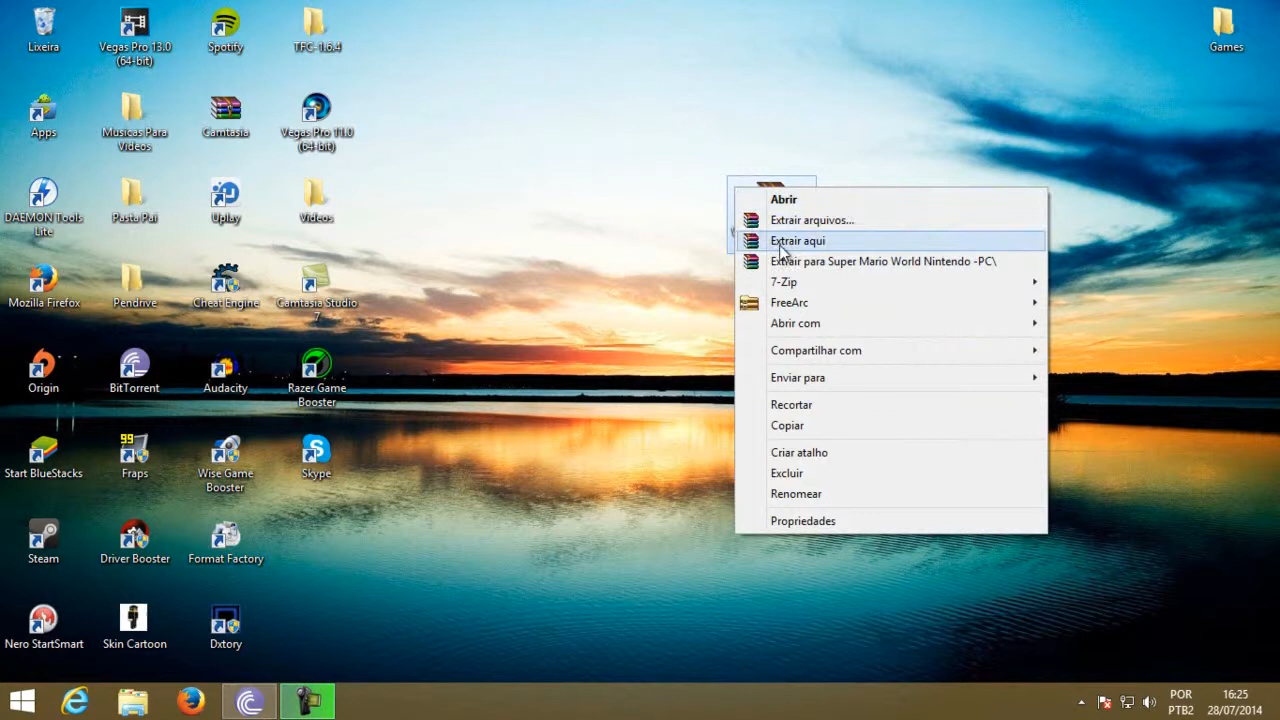 Lixeira
Vegas Pro 13.0
(64-bit)
Spotify
TFC-1.6.4
Games
Apps
Musicas Para
Videos
Camtasia
Vegas Pro 11.0
(64-bit)
DAEMON Tools
Lite
Pasta Pai
Uplay
Videos
Mozilla Firefox
Pendrive
Cheat Engine
Camtasia Studio
7
Origin
BitTorrent
Audacity
Razer Game
Booster
Start BlueStacks
99
Fraps
Wise Game
Booster
Skype
Steam
Driver Booster
Format Factory
Nero StartSmart
Skin Cartoon
Dxtory
Abrir
Extrair arquivos...
Extrair aqui
Extrair para Super Mario World Nintendo -PC\
7-Zip
FreeArc
Abrir com
Compartilhar com
Enviar para
Recortar
Copiar
Criar atalho
Excluir
Renomear
Propriedades
POR
PTB2
16:25
28/07/2014